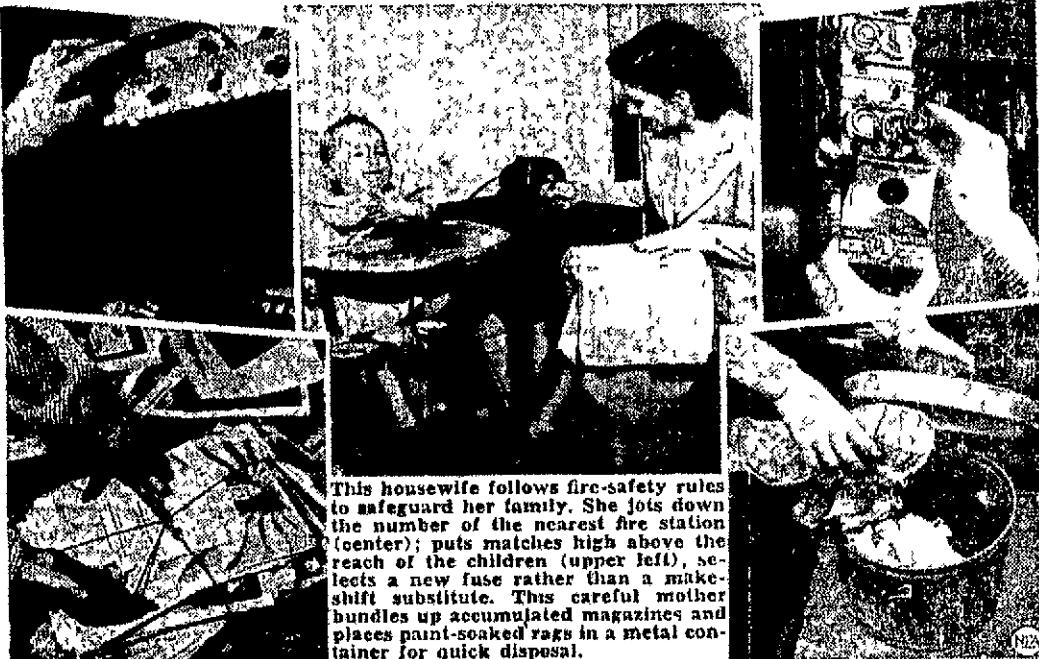 This housewife follows fire-safety rules
to safeguard her family. She jots down
the number of the nearest fire station
(center); puts matches high above the
reach of the children (upper left), se-
lects a new fuse rather than a make-
shift substitute. This careful mother
bundles up accumulated magazines and
places paint-soaked rags in a metal con-
tainer for quick disposal.
NEA